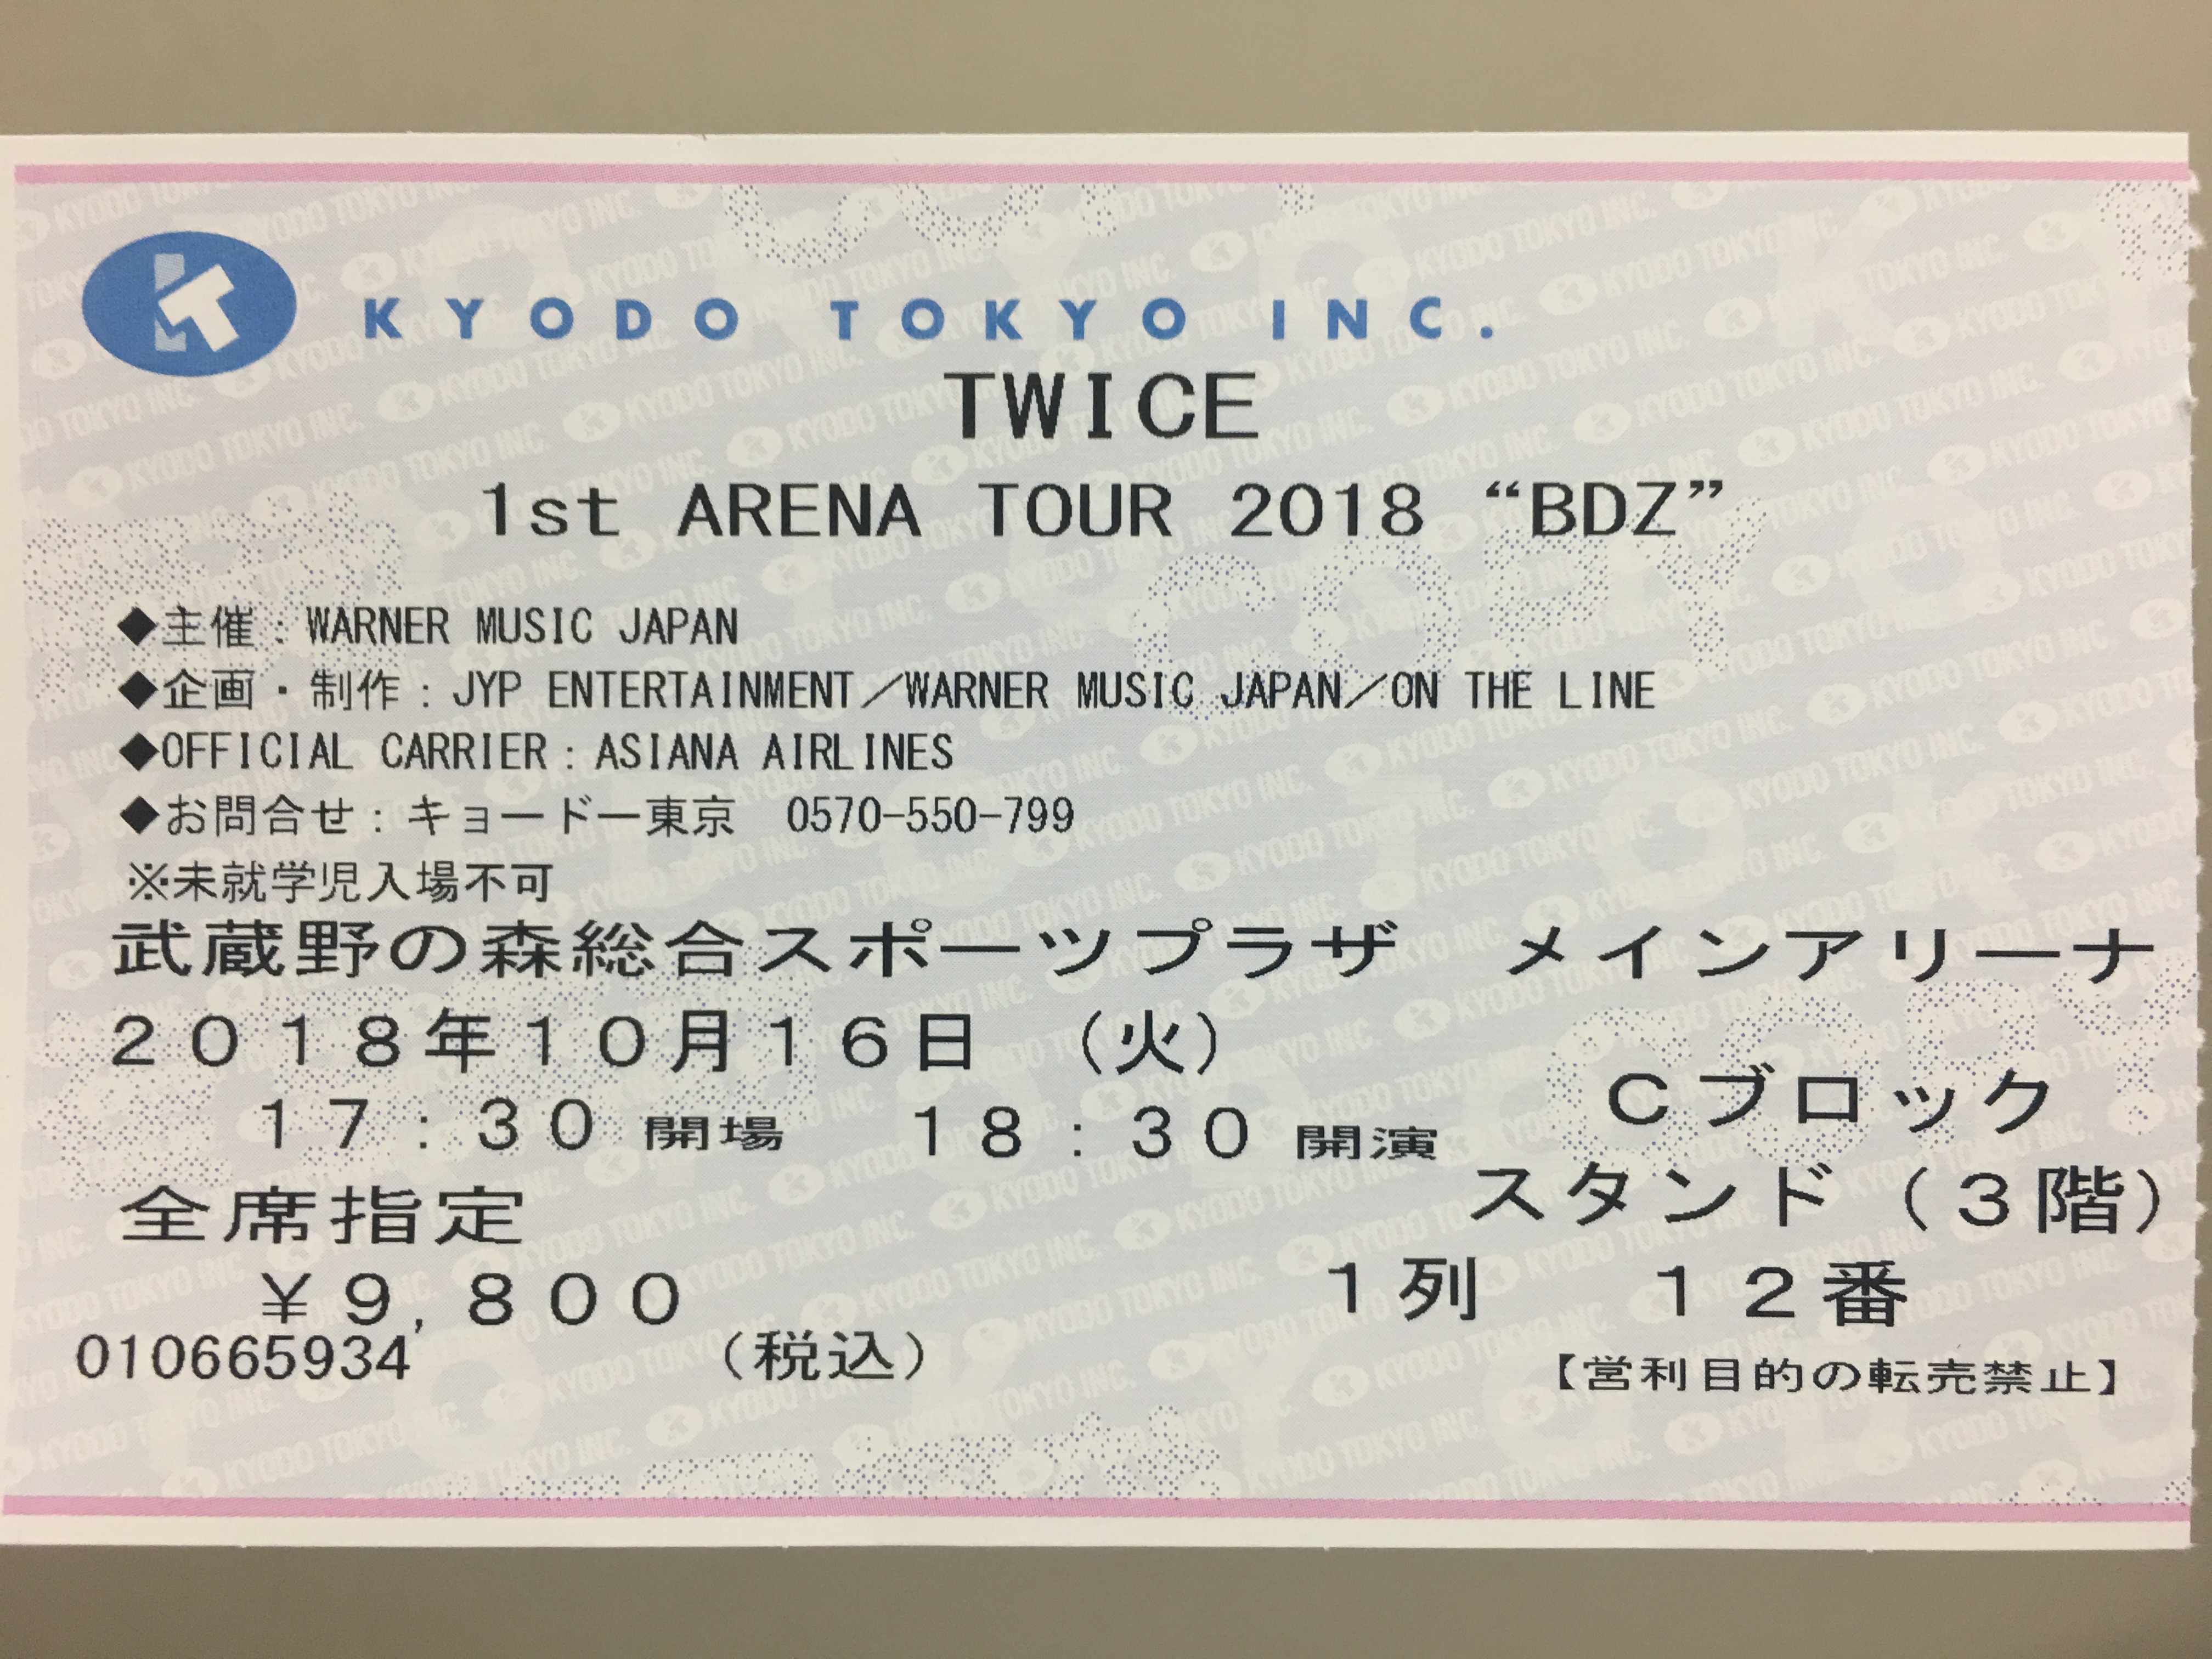 KYODO TOKYO INC.
TWICE
1st ARENA TOUR 2018 “BDZ”
◆主催：WARNER MUSIC JAPAN
◆企画・制作：JYP ENTERTAINMENT／WARNER MUSIC JAPAN／ON THE LINE
◆OFFICIAL CARRIER：ASIANA AIRLINES
◆お問合せ：キョードー東京　0570-550-799
※未就学児入場不可
武蔵野の森総合スポーツプラザ　メインアリーナ
２０１８年１０月１６日　（火）
１７：３０ 開場　１８：３０ 開演
Ｃブロック
スタンド（３階）
全席指定
１列　１２番
￥９，８００
010665934
（税込）
【営利目的の転売禁止】